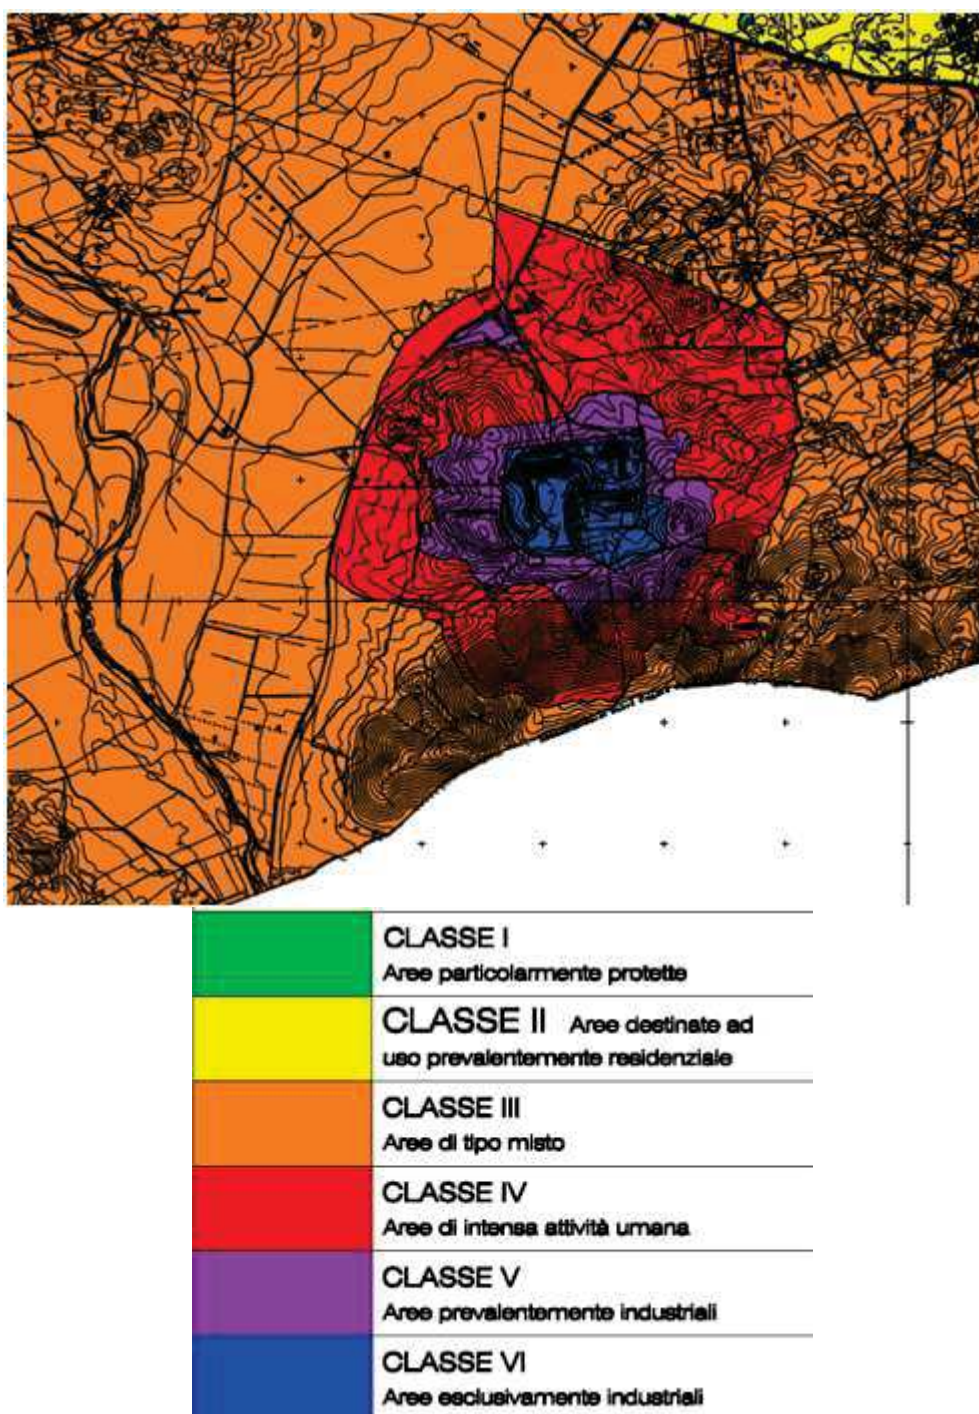 CLASSE I
Aree particolarmente protette
CLASSE II Aree destinate ad
uso prevalentemente residenziale
CLASSE III
Aree di tipo misto
CLASSE IV
Aree di intensa attività umana
CLASSE V
Aree prevalentemente industriali
CLASSE VI
Aree esclusivamente industriali